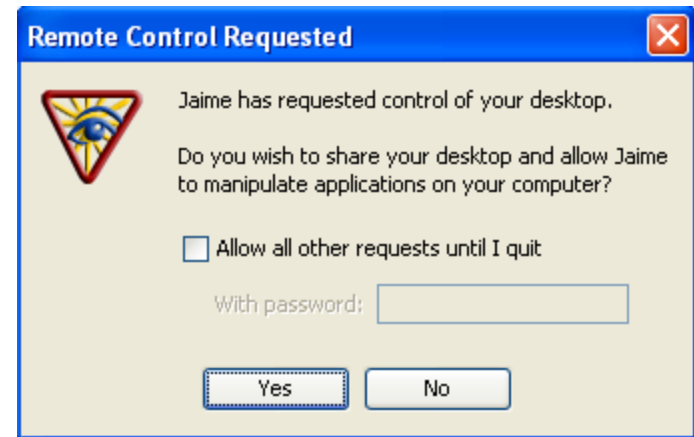 Remote Control Requested
Jaime has requested control of your desktop.
Do you wish to share your desktop and allow Jaime
to manipulate applications on your computer?
Allow all other requests until I quit
With password:
Yes
No